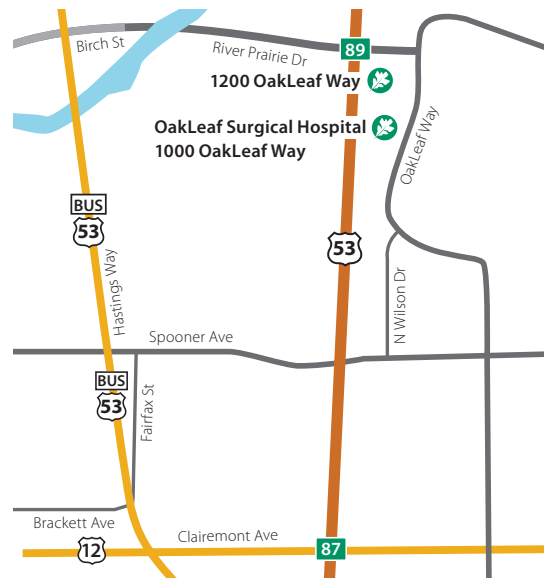 Birch St
River Prairie Dr
89
1200 OakLeaf Way
OakLeaf Surgical Hospital
1000 OakLeaf Way
OakLeaf Way
BUS
53
53
Hastings Way
N Wilson Dr
Spooner Ave
BUS
53
Fairfax St
Brackett Ave
12
Clairemont Ave
87